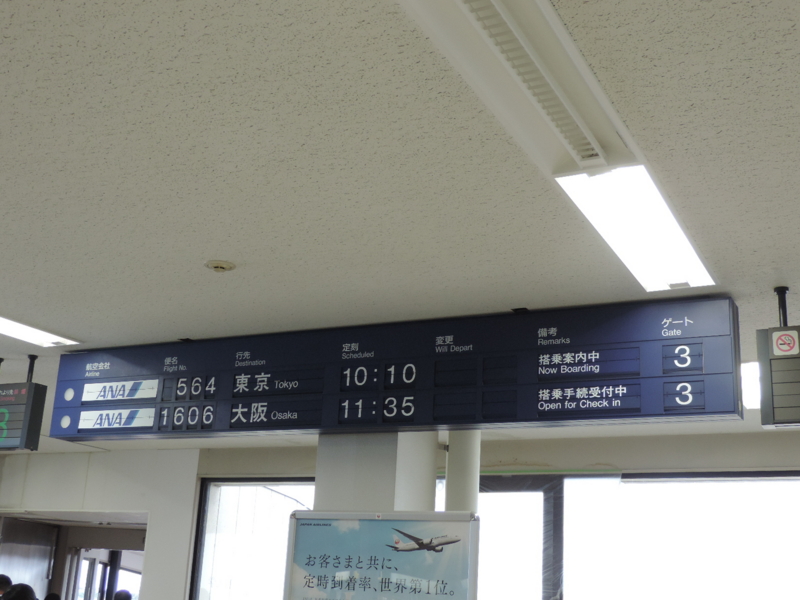 航空会社 便名 行先 定刻 変更 備考 ゲート
Airline Flight No. Destination Scheduled Will Depart Remarks Gate
ANA 564 東京 Tokyo 10:10 搭乗案内中 Now Boarding 3
ANA 1606 大阪 Osaka 11:35 搭乗手続受付中 Open for Check in 3
お客さまと共に、
定時到着率、世界第1位。